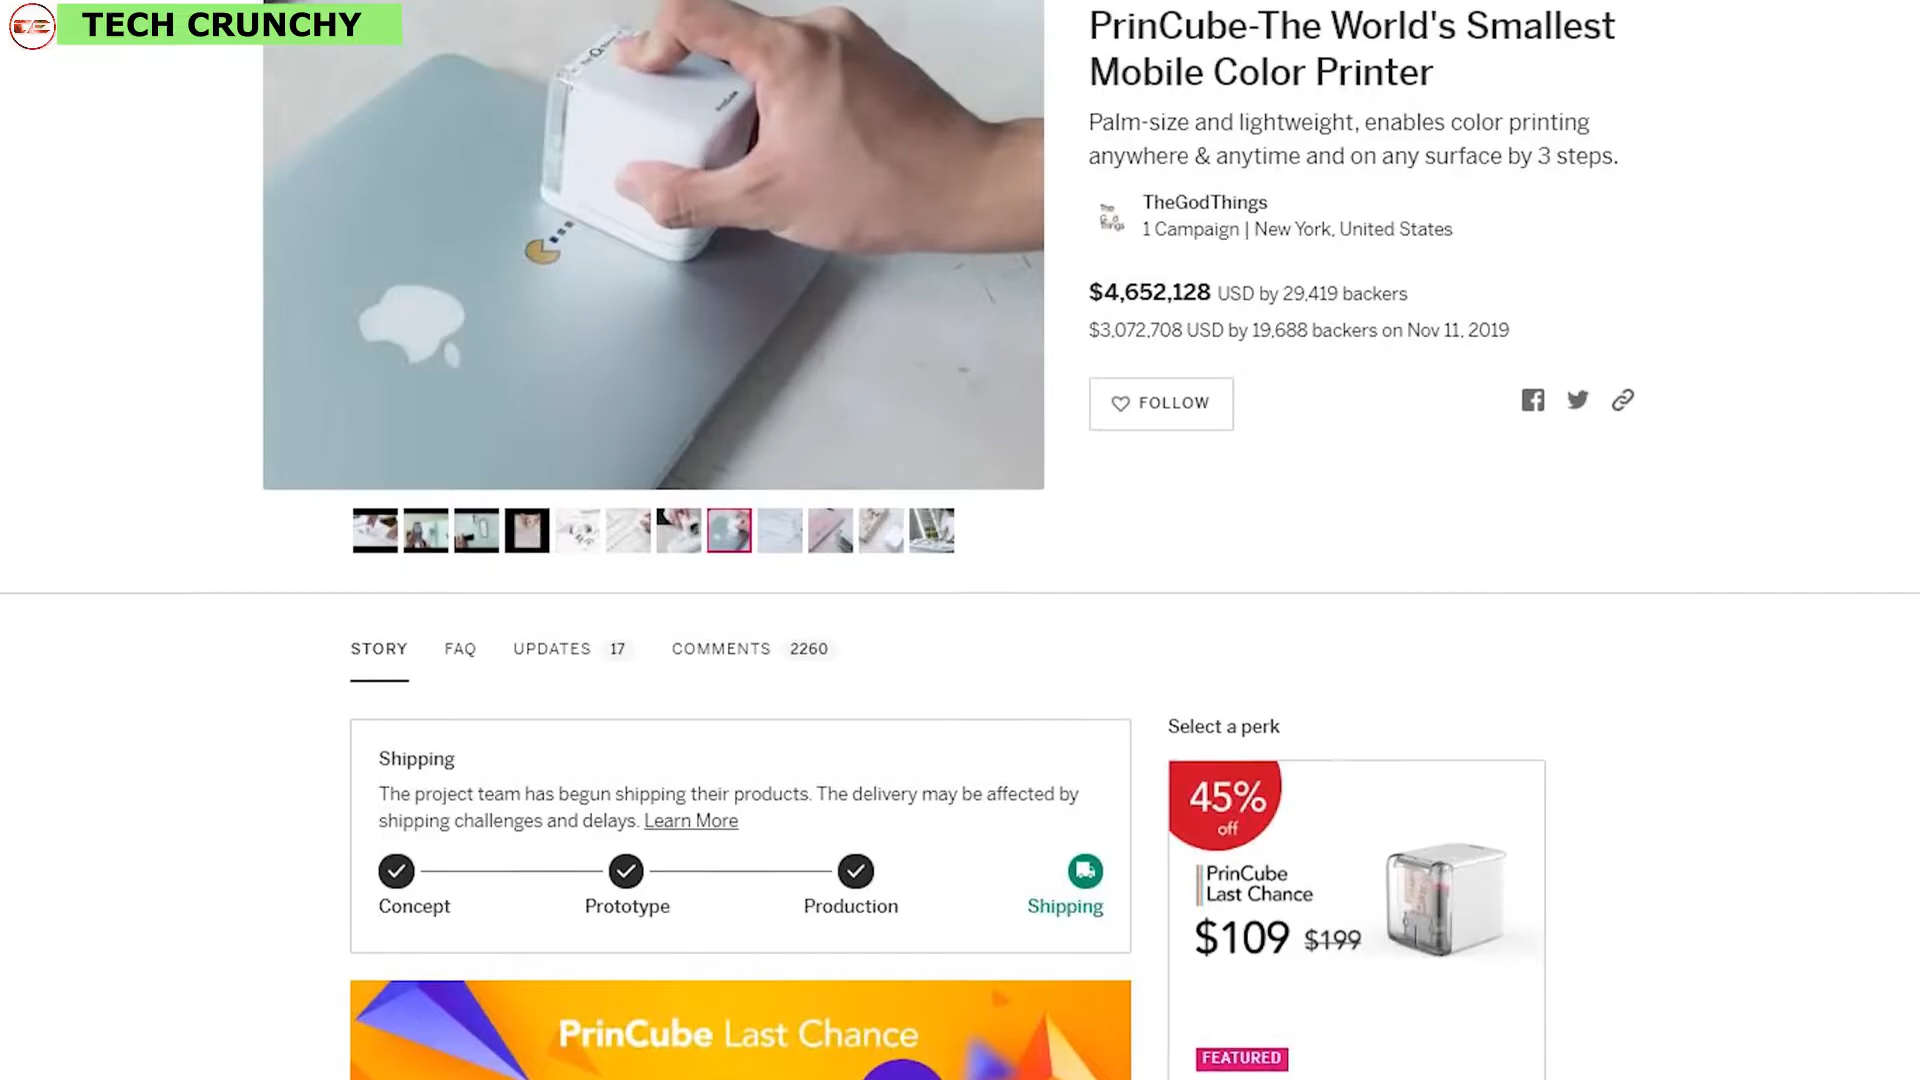 TECH CRUNCHY
PrinCube-The World's Smallest
Mobile Color Printer
Palm-size and lightweight, enables color printing
anywhere & anytime and on any surface by 3 steps.
TheGodThings
1 Campaign | New York, United States
$4,652,128 USD by 29,419 backers
$3,072,708 USD by 19,688 backers on Nov 11, 2019
FOLLOW
STORY FAQ UPDATES 17 COMMENTS 2260
Shipping
The project team has begun shipping their products. The delivery may be affected by
shipping challenges and delays. Learn More
Concept Prototype Production Shipping
PrinCube Last Chance
Select a perk
45%
off
PrinCube
Last Chance
$109 $199
FEATURED